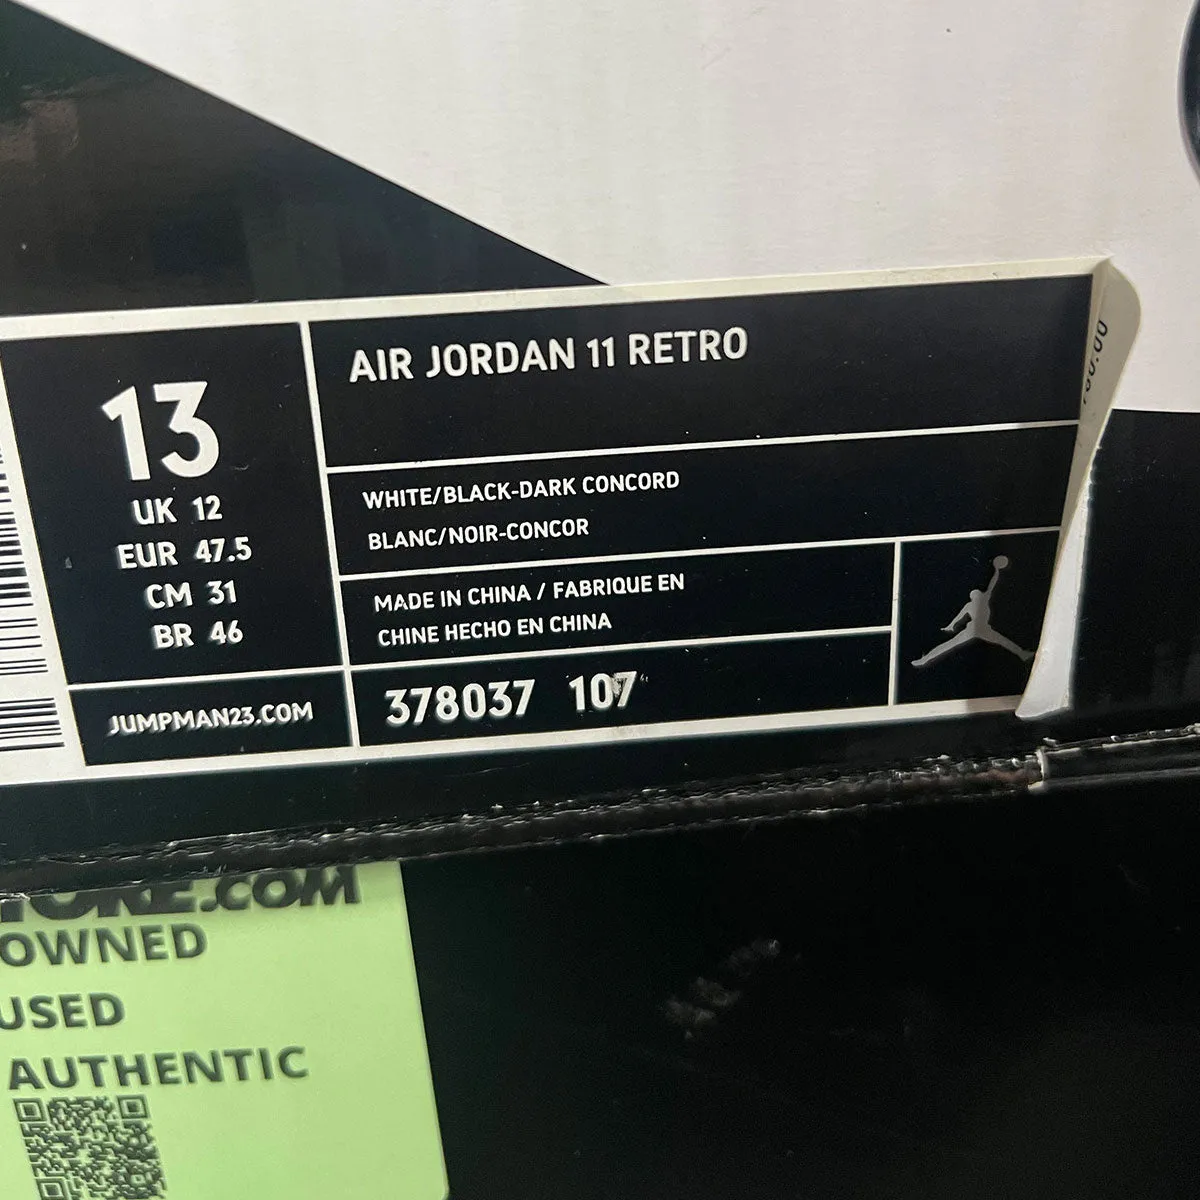 AIR JORDAN 11 RETRO
13
UK 12
EUR 47.5
CM 31
BR 46
WHITE/BLACK-DARK CONCORD
BLANC/NOIR-CONCOR
MADE IN CHINA / FABRIQUE EN
CHINE HECHO EN CHINA
JUMPMAN23.COM
378037 107
.COM
OWNED
USED
AUTHENTIC